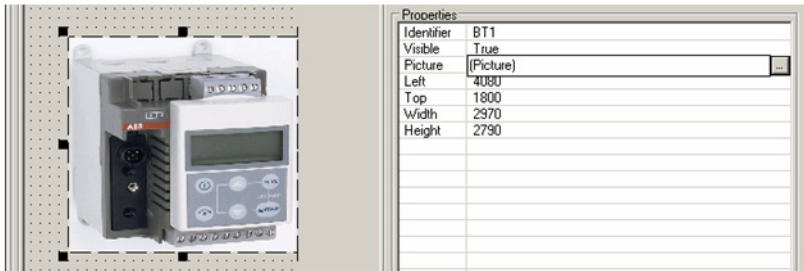 Properties
Identifier BT1
Visible True
Picture (Picture) ...
Left 4080
Top 1800
Width 2970
Height 2790
ABB